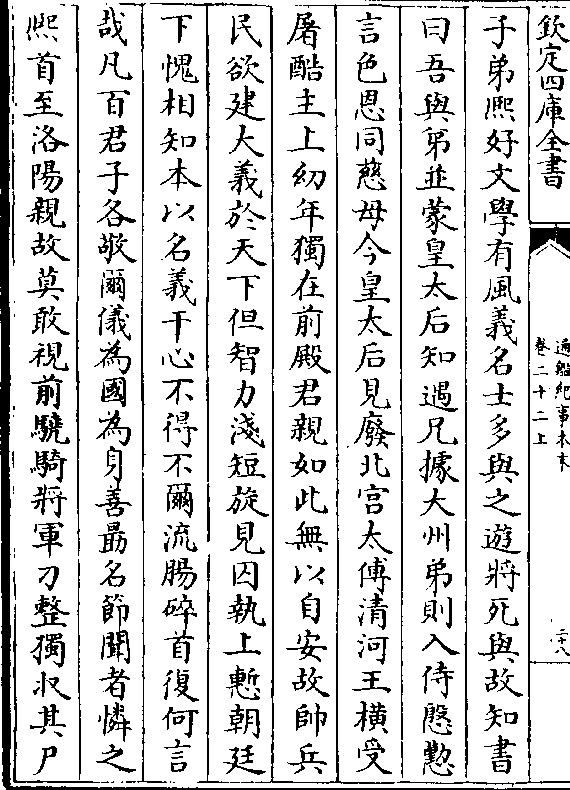 欽定四庫全書
通鑑紀事本末
卷二十二上
二十八
子弟熈好文學有風義名士多與之遊將死與故知書
曰吾與弟並蒙皇太后知遇兄據大州弟則入侍慇懃
言色恩同慈母今皇太后見廢北宫太傅清河王横受
屠酷主上幼年獨在前殿君親如此無以自安故帥兵
民欲建大義於天下但智力淺短旋見囚執上慙朝廷
下愧相知本以名義干心不得不爾流腸碎首復何言
哉凡百君子各敬爾儀為國為身善朂名節聞者憐之
熈首至洛陽親故莫敢視前驍騎將軍刁整獨収其尸